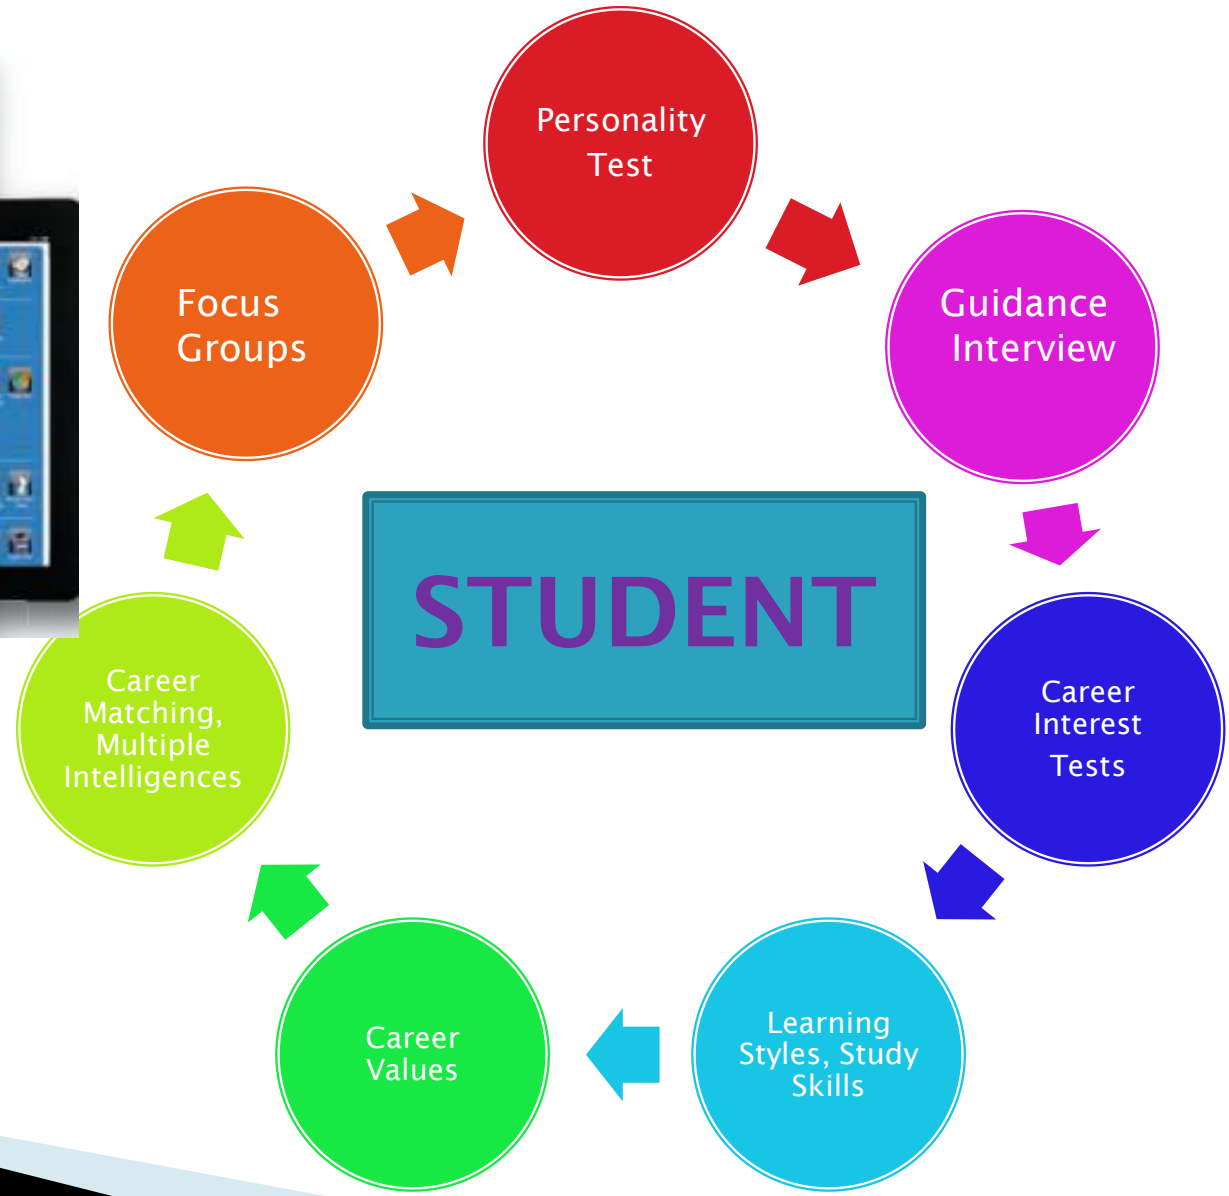 Personality
Test
Guidance
Interview
Career
Interest
Tests
Learning
Styles, Study
Skills
Career
Values
Career
Matching,
Multiple
Intelligences
Focus
Groups
STUDENT